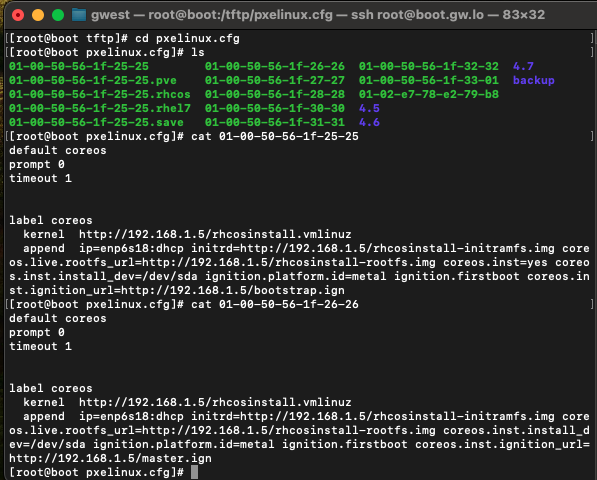 gwest — root@boot:/tftp/pxelinux.cfg — ssh root@boot.gw.lo — 83×32
[[root@boot tftp]# cd pxelinux.cfg ]
[[root@boot pxelinux.cfg]# ls ]
01-00-50-56-1f-25-25 01-00-50-56-1f-26-26 01-00-50-56-1f-32-32 4.7
01-00-50-56-1f-25-25.pve 01-00-50-56-1f-27-27 01-00-50-56-1f-33-01 backup
01-00-50-56-1f-25-25.rhcos 01-00-50-56-1f-28-28 01-02-e7-78-e2-79-b8
01-00-50-56-1f-25-25.rhel7 01-00-50-56-1f-30-30 4.5
01-00-50-56-1f-25-25.save 01-00-50-56-1f-31-31 4.6
[[root@boot pxelinux.cfg]# cat 01-00-50-56-1f-25-25 ]
default coreos
prompt 0
timeout 1
label coreos
kernel http://192.168.1.5/rhcosinstall.vmlinuz
append ip=enp6s18:dhcp initrd=http://192.168.1.5/rhcosinstall-initramfs.img core
os.live.rootfs_url=http://192.168.1.5/rhcosinstall-rootfs.img coreos.inst=yes coreo
s.inst.install_dev=/dev/sda ignition.platform.id=metal ignition.firstboot coreos.in
st.ignition_url=http://192.168.1.5/bootstrap.ign
[[root@boot pxelinux.cfg]# cat 01-00-50-56-1f-26-26 ]
default coreos
prompt 0
timeout 1
label coreos
kernel http://192.168.1.5/rhcosinstall.vmlinuz
append ip=enp6s18:dhcp initrd=http://192.168.1.5/rhcosinstall-initramfs.img core
os.live.rootfs_url=http://192.168.1.5/rhcosinstall-rootfs.img coreos.inst.install_d
ev=/dev/sda ignition.platform.id=metal ignition.firstboot coreos.inst.ignition_url=
http://192.168.1.5/master.ign
[root@boot pxelinux.cfg]#